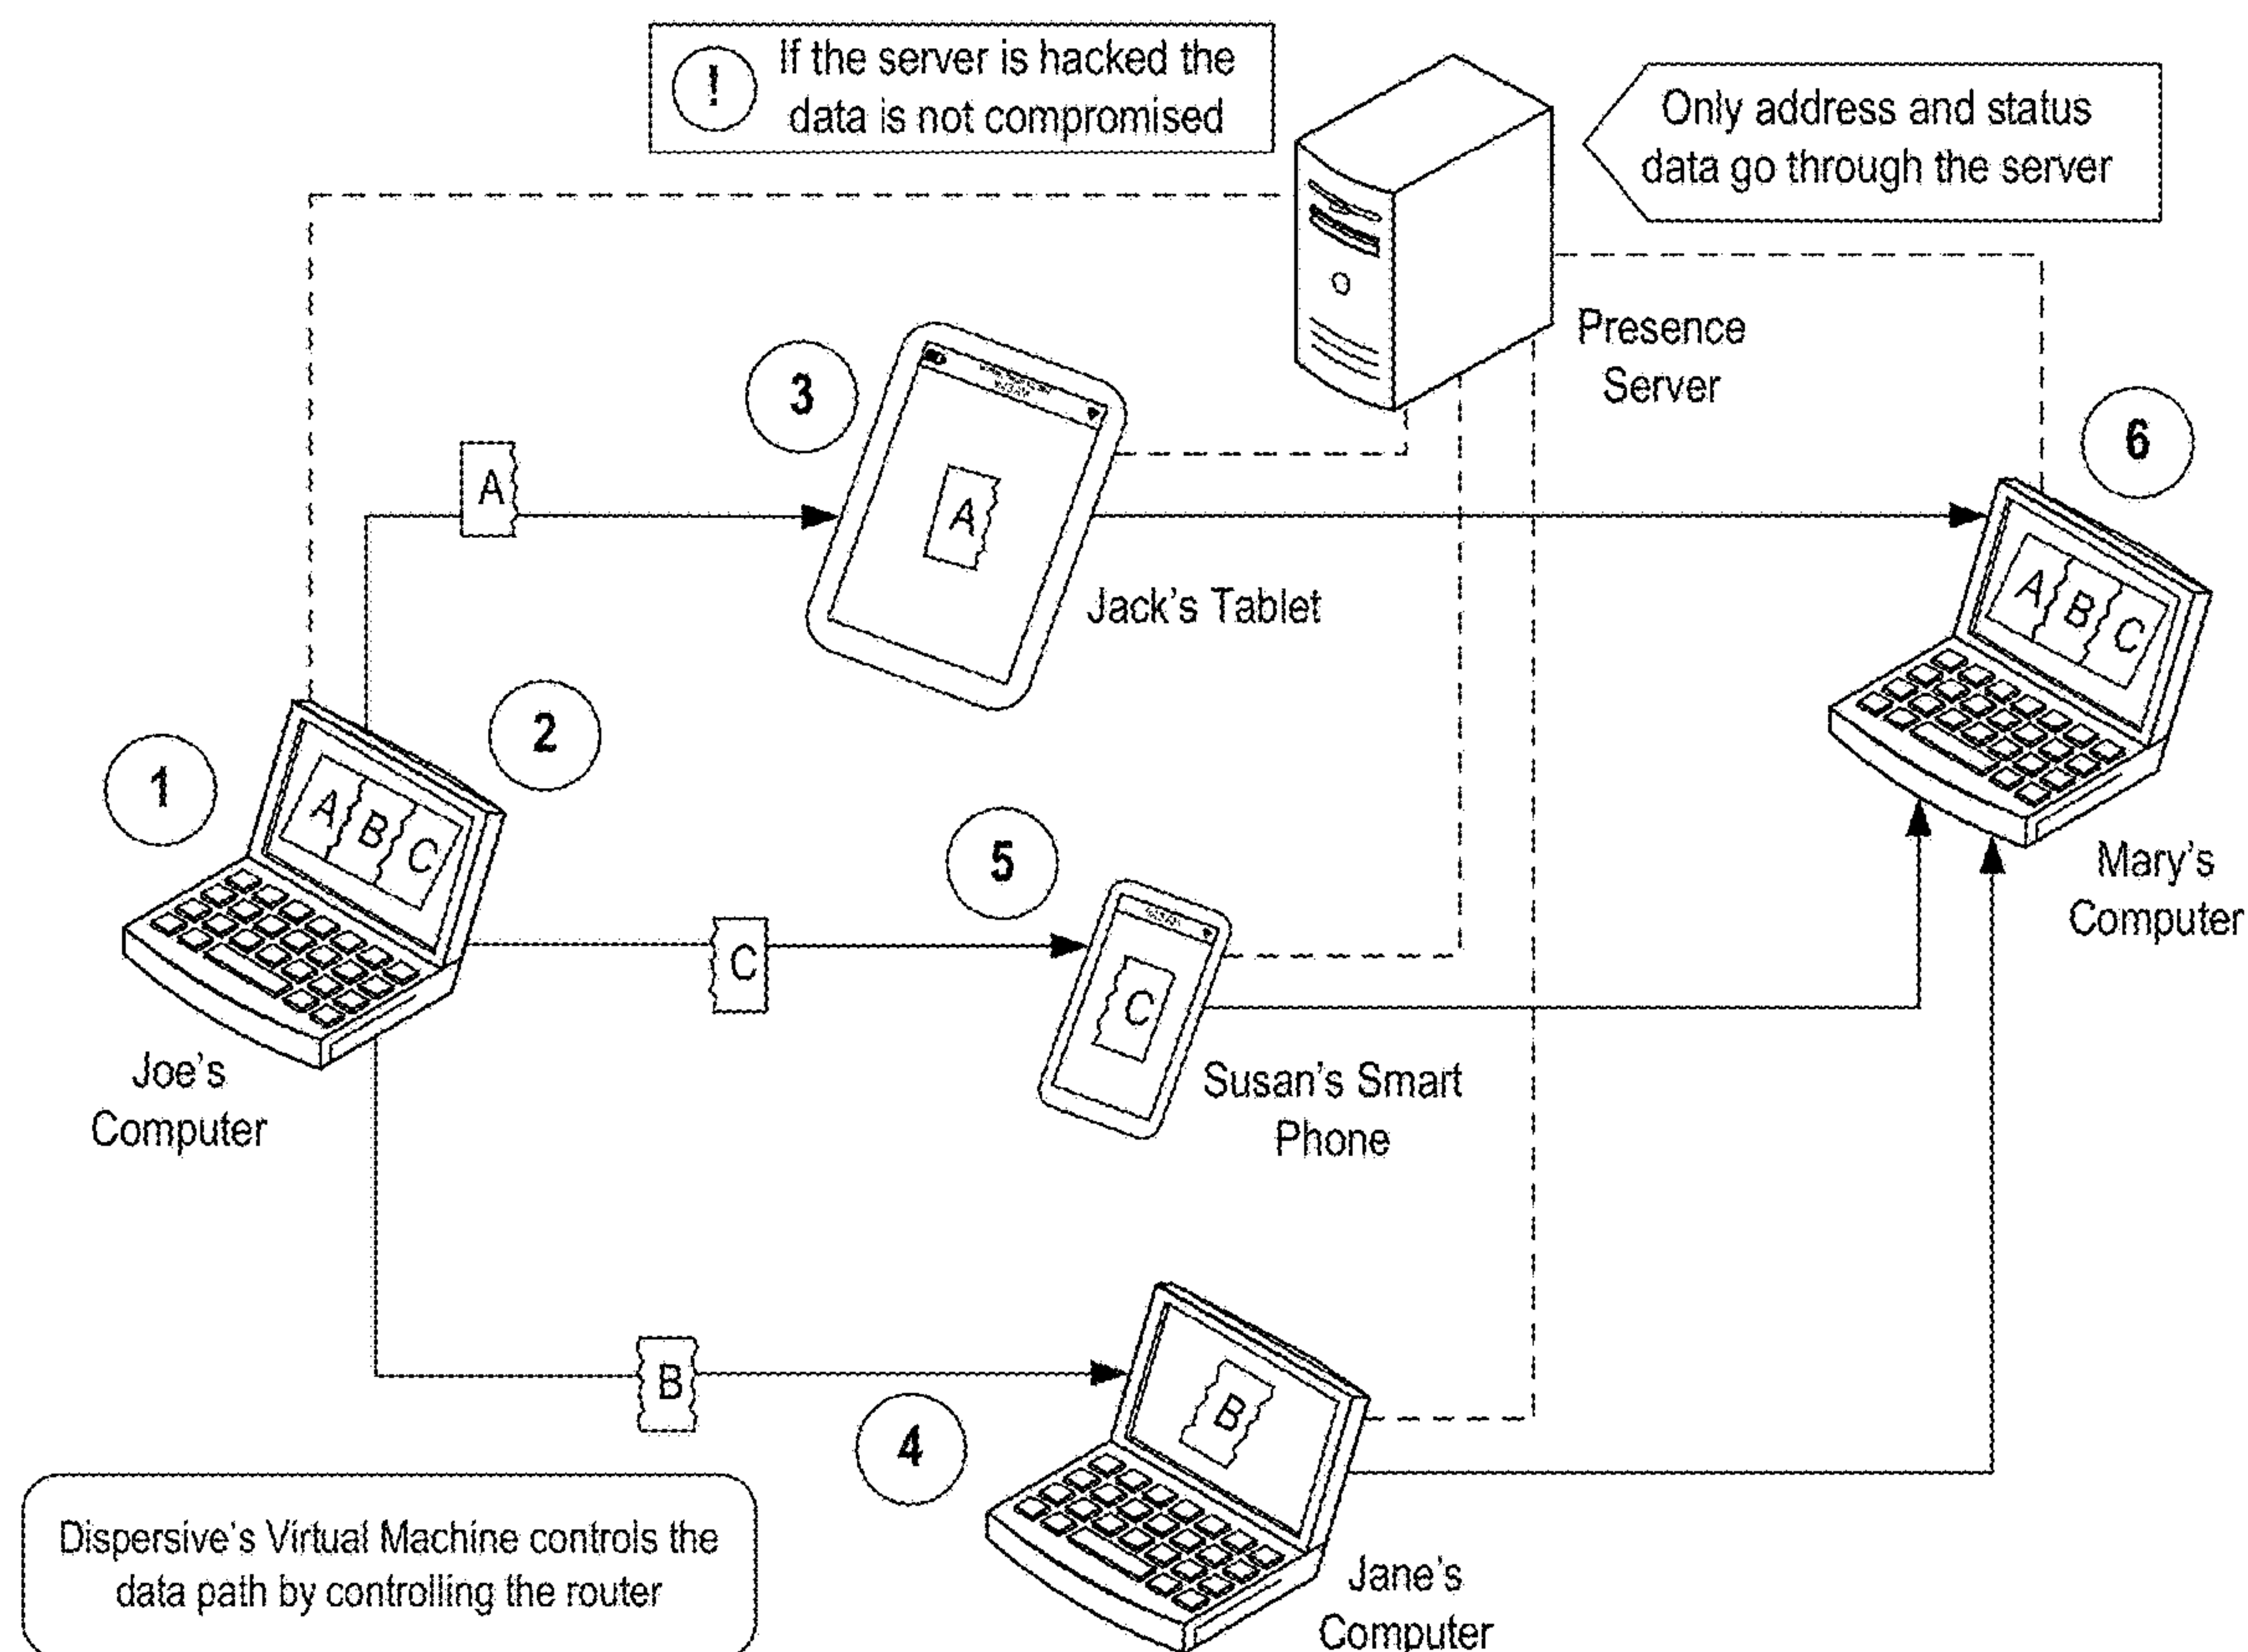 !
If the server is hacked the
data is not compromised
Only address and status
data go through the server
Presence
Server
3
A
A
Jack's Tablet
6
A B C
Mary's
Computer
1
2
A B C
Joe's
Computer
5
C
C
Susan's Smart
Phone
B
4
B
Jane's
Computer
Dispersive's Virtual Machine controls the
data path by controlling the router